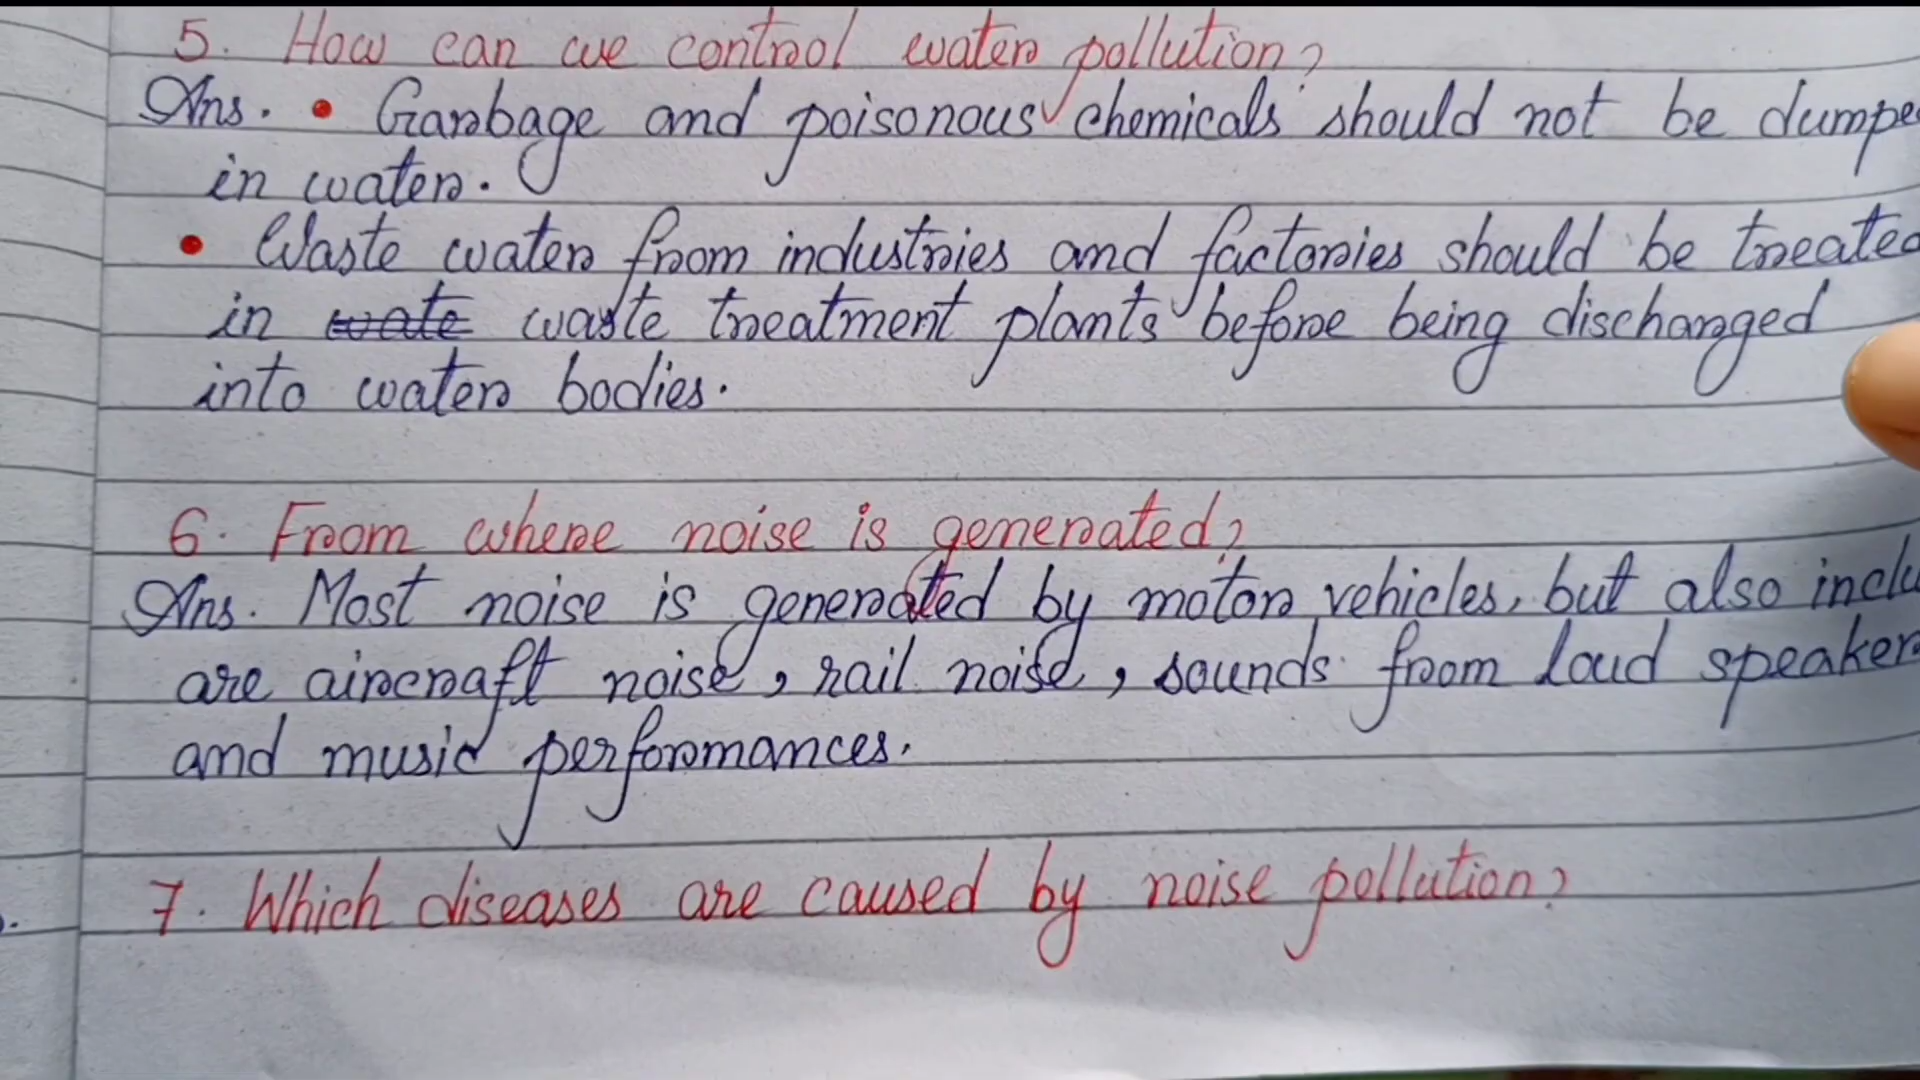 5. How can we control water pollution?
Ans. • Garbage and poisonous chemicals should not be dumpe
in water.
• Waste water from industries and factories should be treated
in wate waste treatment plants before being discharged
into water bodies.
6. From where noise is generated?
Ans. Most noise is generated by motor vehicles, but also inclu
are aircraft noise, rail noise, sounds from loud speaker
and music performances.
7. Which diseases are caused by noise pollution?